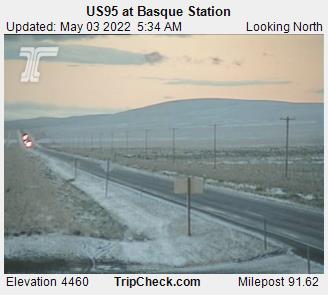 US95 at Basque Station
Updated: May 03 2022 5:34 AM Looking North
Elevation 4460 TripCheck.com Milepost 91.62